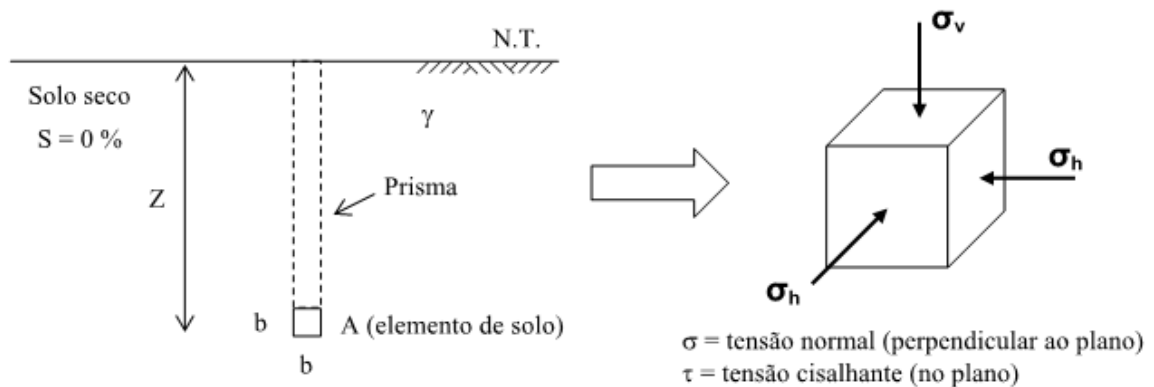 N.T.
Solo seco
S = 0 %
γ
Z
Prisma
b
A (elemento de solo)
b
σv
σh
σh
σ = tensão normal (perpendicular ao plano)
τ = tensão cisalhante (no plano)